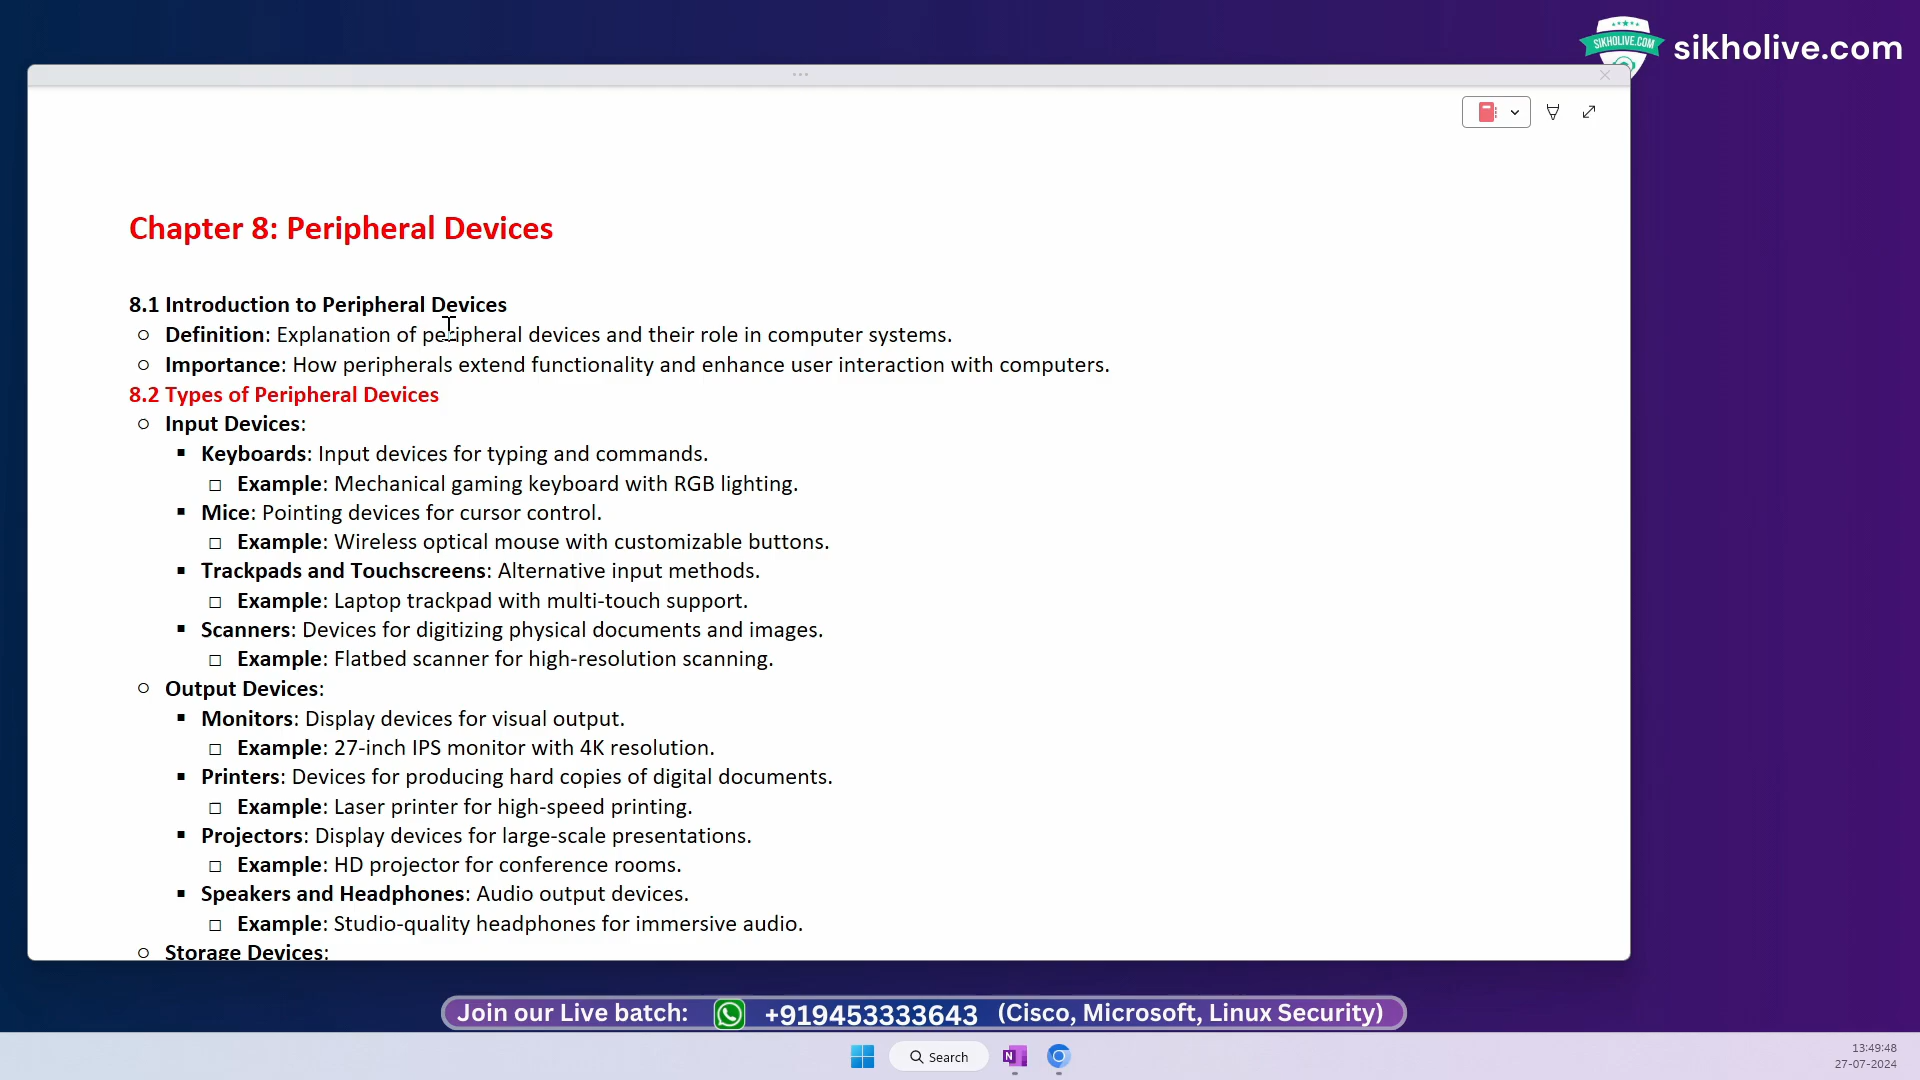 SIKHOLIVE.COM
sikholive.com
Chapter 8: Peripheral Devices
8.1 Introduction to Peripheral Devices
Definition: Explanation of peripheral devices and their role in computer systems.
Importance: How peripherals extend functionality and enhance user interaction with computers.
8.2 Types of Peripheral Devices
Input Devices:
Keyboards: Input devices for typing and commands.
Example: Mechanical gaming keyboard with RGB lighting.
Mice: Pointing devices for cursor control.
Example: Wireless optical mouse with customizable buttons.
Trackpads and Touchscreens: Alternative input methods.
Example: Laptop trackpad with multi-touch support.
Scanners: Devices for digitizing physical documents and images.
Example: Flatbed scanner for high-resolution scanning.
Output Devices:
Monitors: Display devices for visual output.
Example: 27-inch IPS monitor with 4K resolution.
Printers: Devices for producing hard copies of digital documents.
Example: Laser printer for high-speed printing.
Projectors: Display devices for large-scale presentations.
Example: HD projector for conference rooms.
Speakers and Headphones: Audio output devices.
Example: Studio-quality headphones for immersive audio.
Storage Devices:
Join our Live batch: +919453333643 (Cisco, Microsoft, Linux Security)
Search
N
13:49:48
27-07-2024